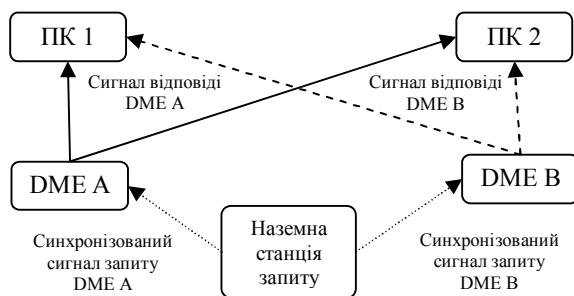 ПК 1
ПК 2
Сигнал відповіді
DME A
Сигнал відповіді
DME B
DME A
DME B
Наземна
станція
запиту
Синхронізований
сигнал запиту
DME A
Синхронізований
сигнал запиту
DME B